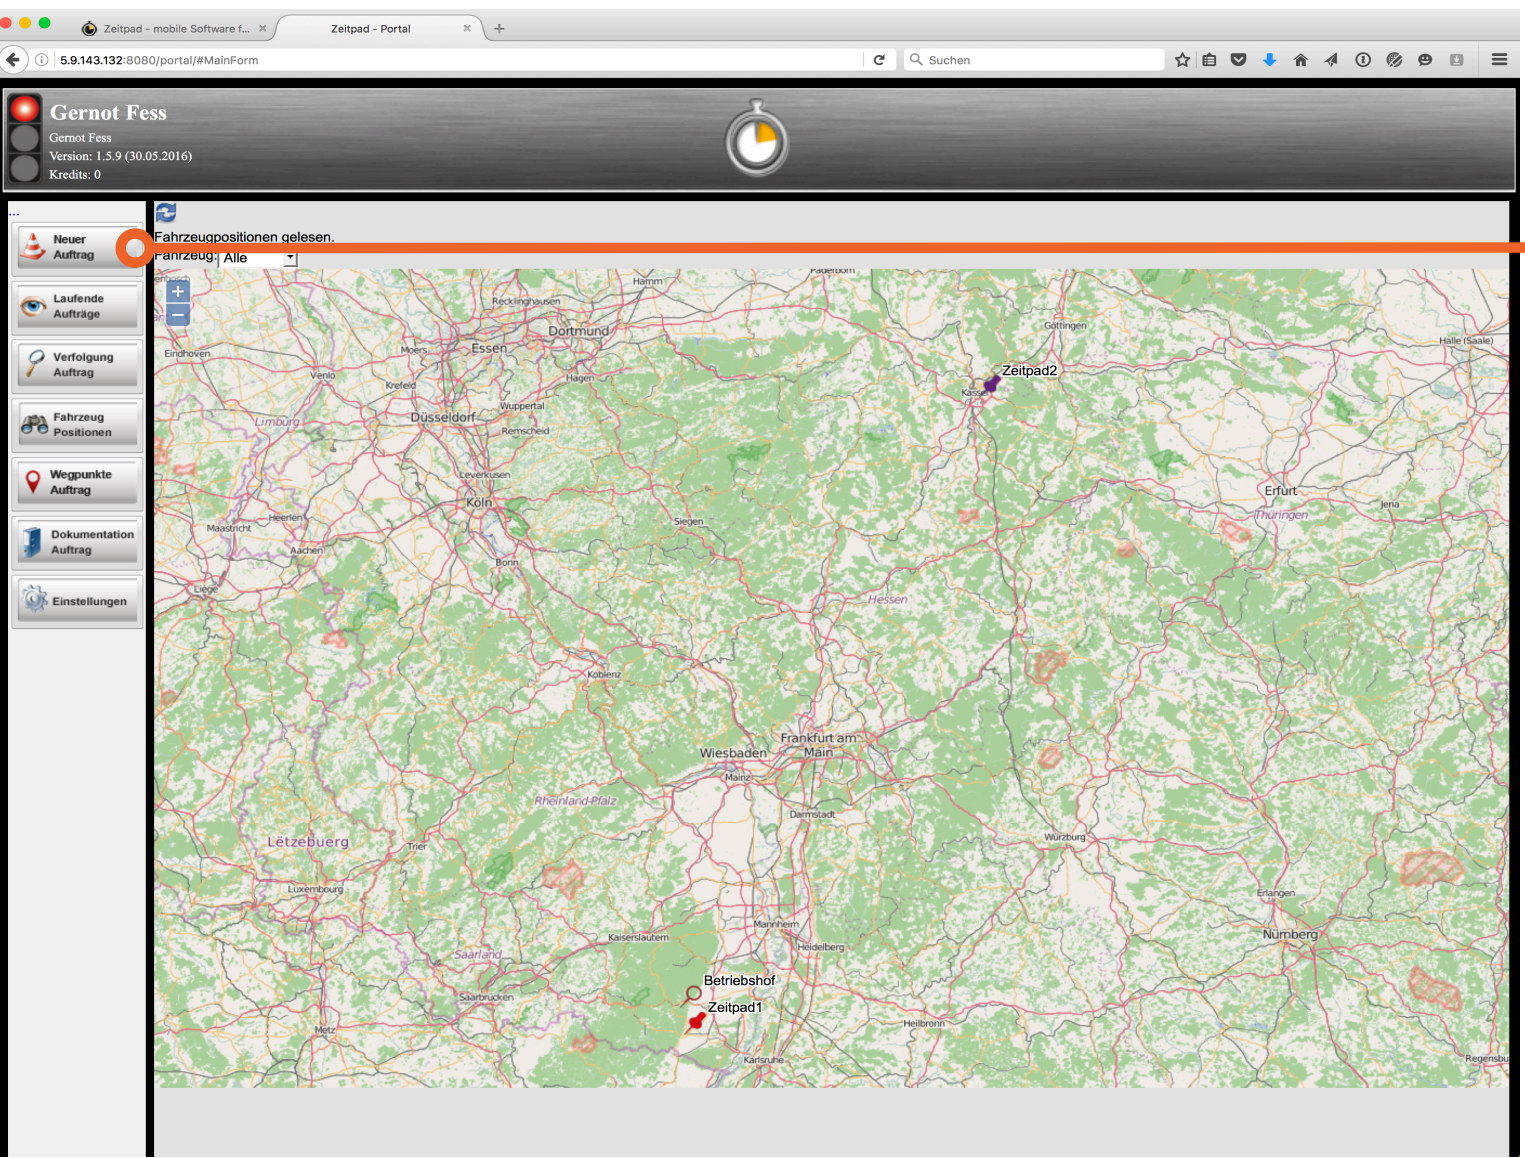 Zeitpad - mobile Software f...
Zeitpad - Portal
5.9.143.132:8080/portal/#MainForm
Suchen
Gernot Fess
Gernot Fess
Version: 1.5.9 (30.05.2016)
Kredits: 0
...
Neuer
Auftrag
Laufende
Aufträge
Verfolgung
Auftrag
Fahrzeug
Positionen
Wegpunkte
Auftrag
Dokumentation
Auftrag
Einstellungen
Fahrzeugpositionen gelesen.
Fahrzeug: Alle
+
−
Paderborn
Hamm
Recklinghausen
Dortmund
Göttingen
Halle (Saale)
Essen
Moers
Eindhoven
Venlo
Krefeld
Hagen
Zeitpad2
Kassel
Wuppertal
Düsseldorf
Limburg
Remscheid
Leverkusen
Köln
Erfurt
Jena
Thüringen
Heerlen
Maastricht
Siegen
Aachen
Bonn
Liège
Hessen
Koblenz
Frankfurt am
Main
Wiesbaden
Mainz
Rheinland-Pfalz
Darmstadt
Würzburg
Lëtzebuerg
Trier
Luxembourg
Erlangen
Mannheim
Nürnberg
Kaiserslautern
Heidelberg
Saarland
Betriebshof
Saarbrücken
Zeitpad1
Heilbronn
Metz
Karlsruhe
Regensbu